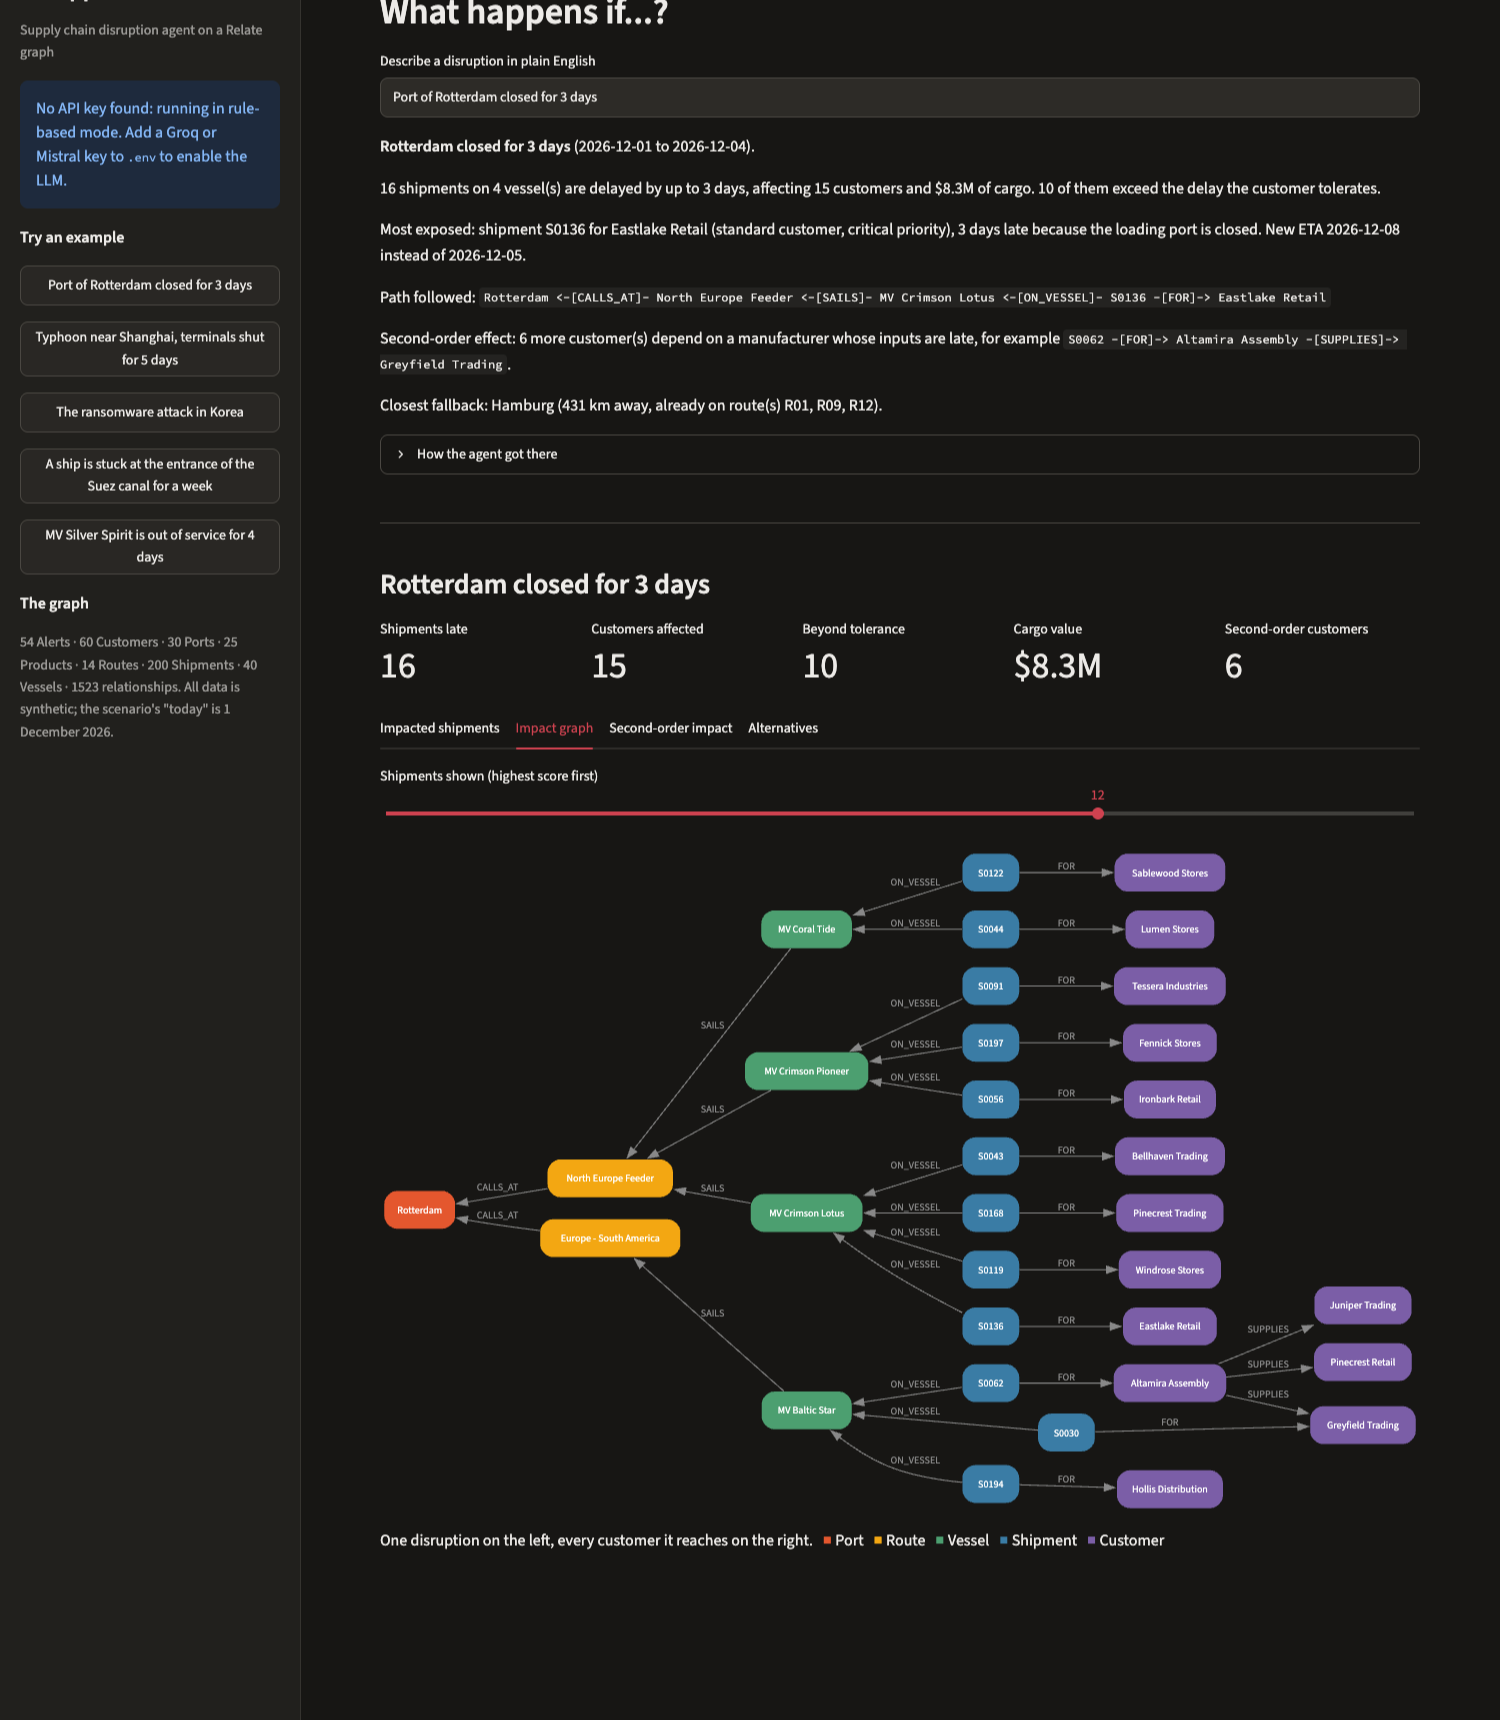 Supply chain disruption agent on a Relate
graph
No API key found: running in rule-
based mode. Add a Groq or
Mistral key to .env to enable the
LLM.
Try an example
Port of Rotterdam closed for 3 days
Typhoon near Shanghai, terminals shut
for 5 days
The ransomware attack in Korea
A ship is stuck at the entrance of the
Suez canal for a week
MV Silver Spirit is out of service for 4
days
The graph
54 Alerts · 60 Customers · 30 Ports · 25
Products · 14 Routes · 200 Shipments · 40
Vessels · 1523 relationships. All data is
synthetic; the scenario's "today" is 1
December 2026.
What happens if...?
Describe a disruption in plain English
Port of Rotterdam closed for 3 days
Rotterdam closed for 3 days (2026-12-01 to 2026-12-04).
16 shipments on 4 vessel(s) are delayed by up to 3 days, affecting 15 customers and $8.3M of cargo. 10 of them exceed the delay the customer tolerates.
Most exposed: shipment S0136 for Eastlake Retail (standard customer, critical priority), 3 days late because the loading port is closed. New ETA 2026-12-08
instead of 2026-12-05.
Path followed: Rotterdam <-[CALLS_AT]- North Europe Feeder <-[SAILS]- MV Crimson Lotus <-[ON_VESSEL]- S0136 -[FOR]-> Eastlake Retail
Second-order effect: 6 more customer(s) depend on a manufacturer whose inputs are late, for example S0062 -[FOR]-> Altamira Assembly -[SUPPLIES]->
Greyfield Trading.
Closest fallback: Hamburg (431 km away, already on route(s) R01, R09, R12).
How the agent got there
Rotterdam closed for 3 days
Shipments late Customers affected Beyond tolerance Cargo value Second-order customers
16 15 10 $8.3M 6
Impacted shipments Impact graph Second-order impact Alternatives
Shipments shown (highest score first)
12
S0122 FOR Sablewood Stores
ON_VESSEL
MV Coral Tide ON_VESSEL S0044 FOR Lumen Stores
S0091 FOR Tessera Industries
ON_VESSEL
SAILS
ON_VESSEL S0197 FOR Fennick Stores
MV Crimson Pioneer
ON_VESSEL
SAILS S0056 FOR Ironbark Retail
S0043 FOR Bellhaven Trading
ON_VESSEL
North Europe Feeder
CALLS_AT SAILS
Rotterdam MV Crimson Lotus ON_VESSEL S0168 FOR Pinecrest Trading
CALLS_AT ON_VESSEL
Europe - South America
ON_VESSEL S0119 FOR Windrose Stores
Juniper Trading
SAILS S0136 FOR Eastlake Retail SUPPLIES
Pinecrest Retail
ON_VESSEL S0062 FOR Altamira Assembly SUPPLIES
SUPPLIES
MV Baltic Star ON_VESSEL
S0030 FOR Greyfield Trading
ON_VESSEL
S0194 FOR Hollis Distribution
One disruption on the left, every customer it reaches on the right. Port Route Vessel Shipment Customer